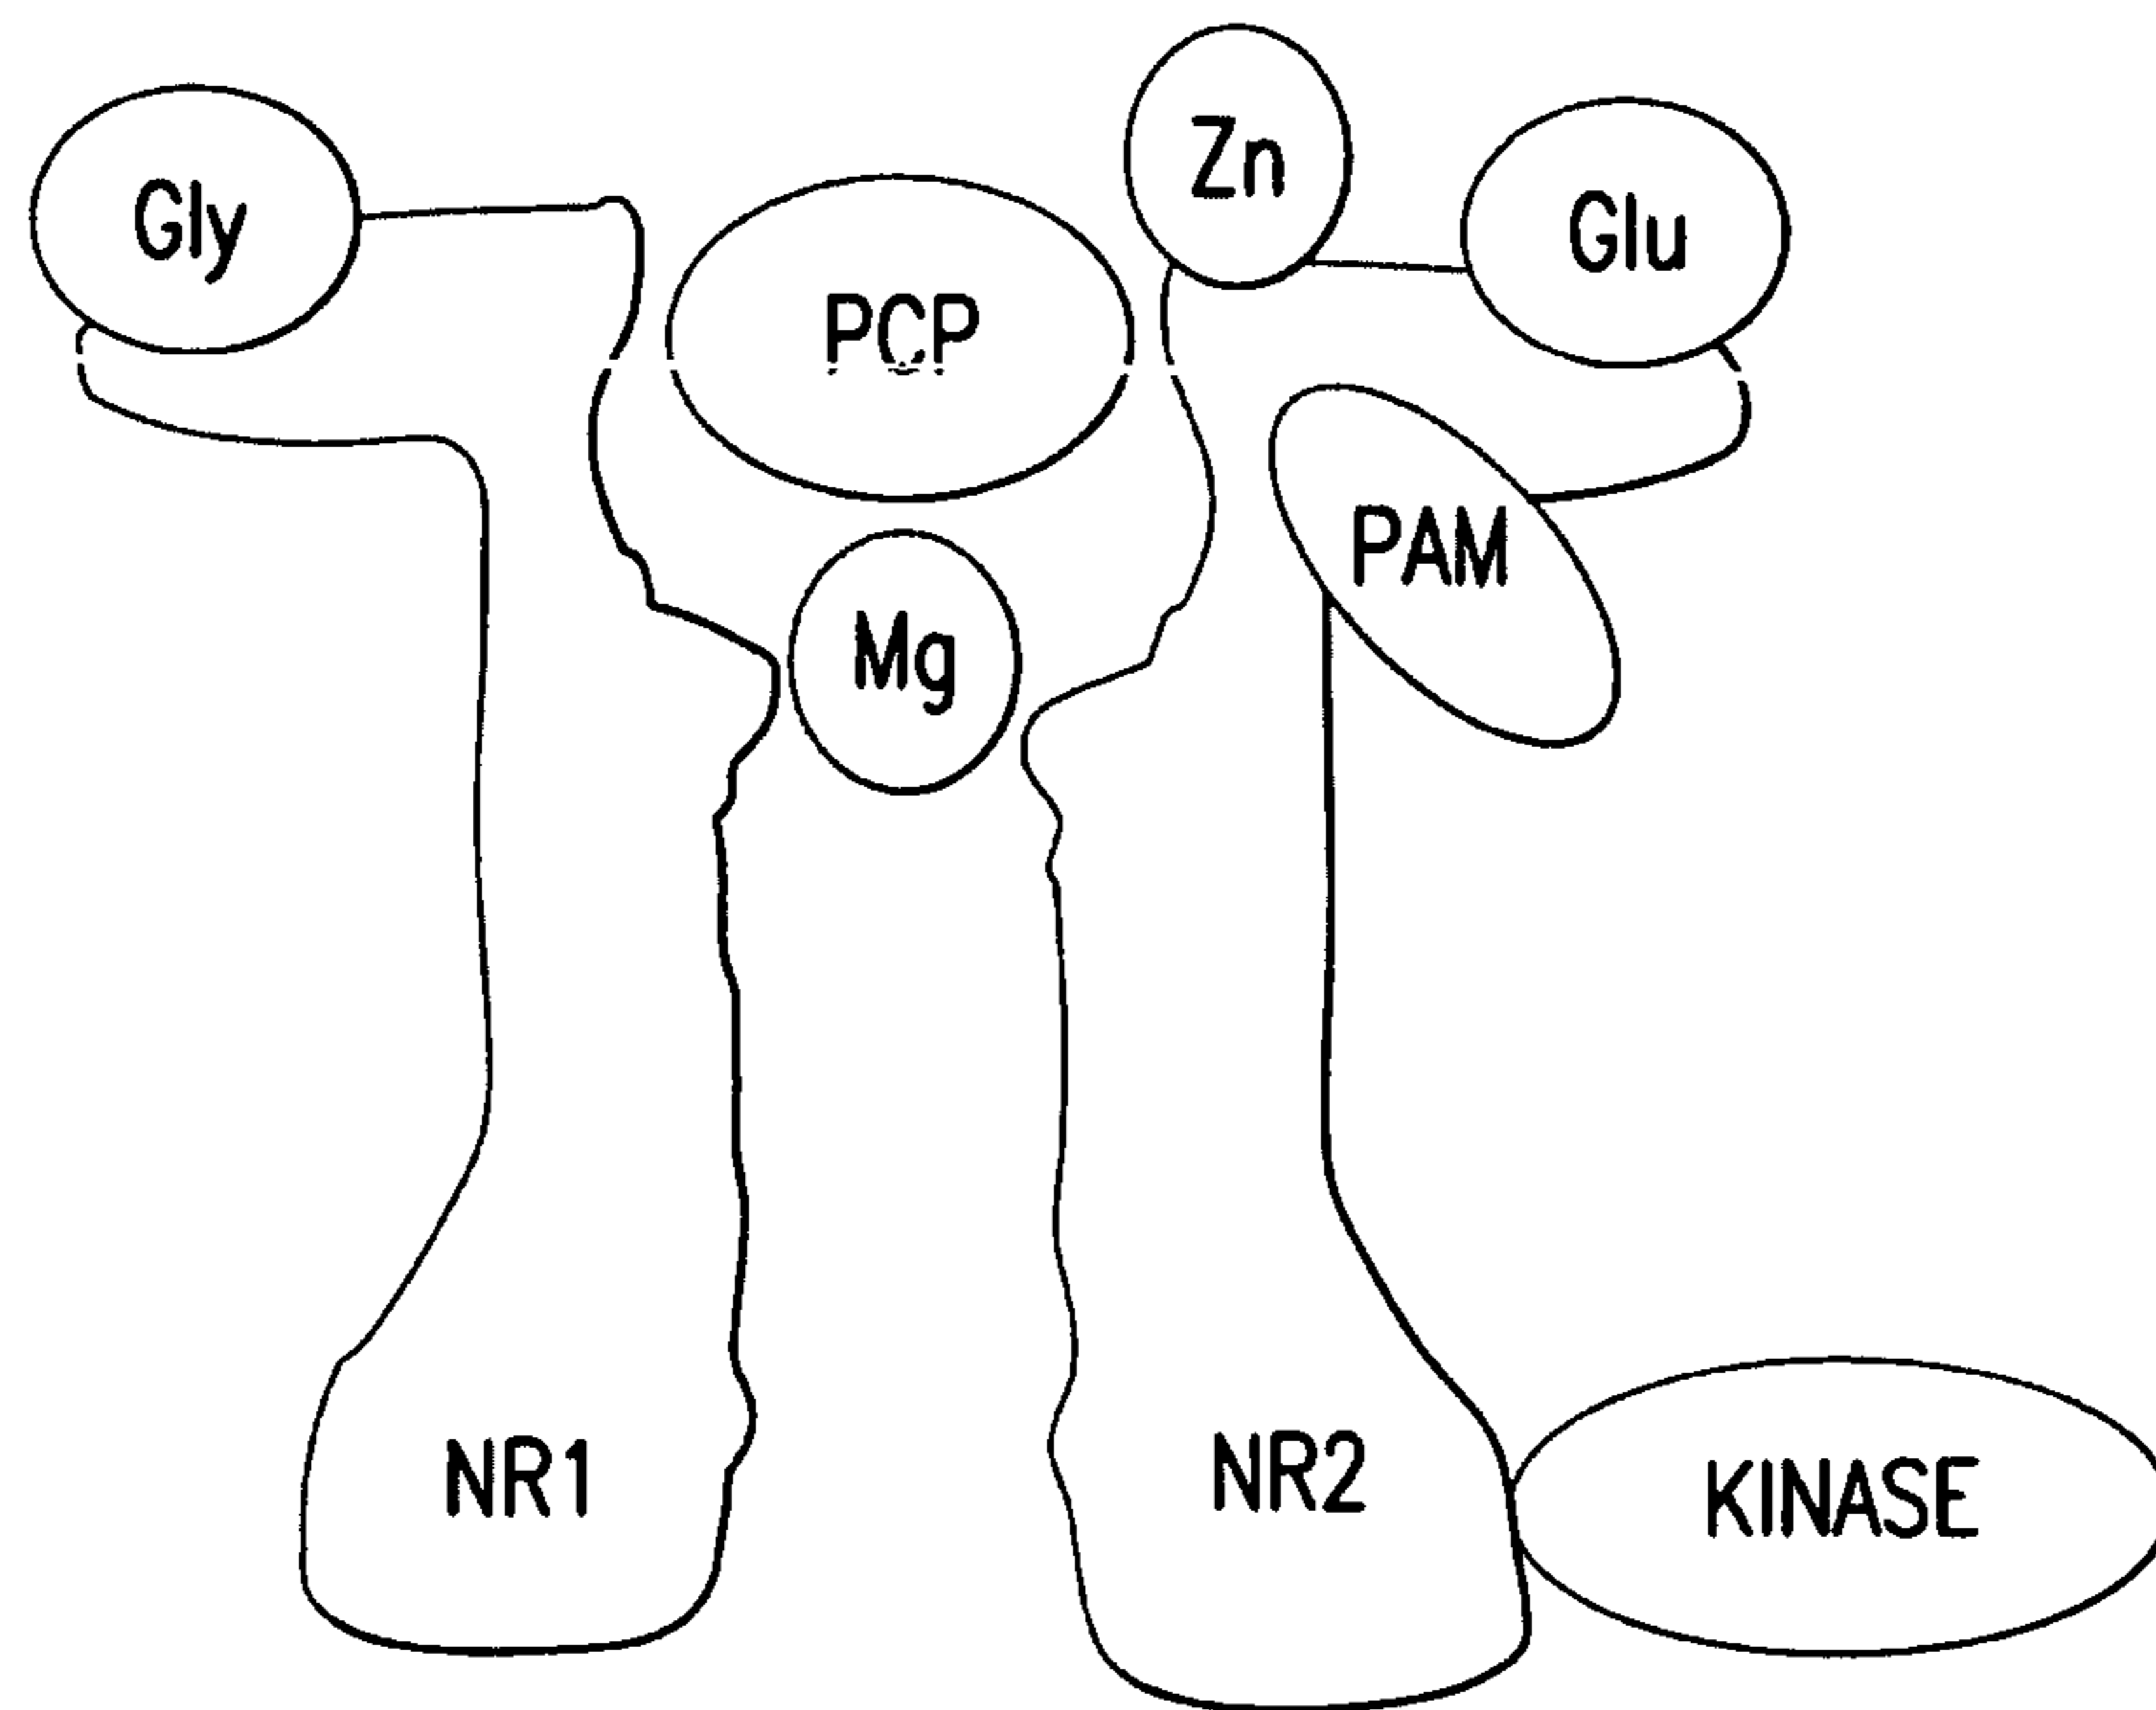 Zn
Gly
Glu
PCP
PAM
Mg
NR1
NR2
KINASE